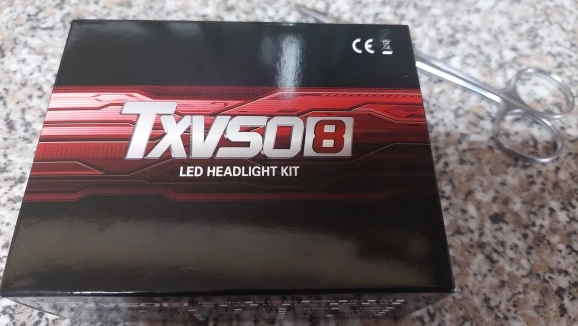 CE
TXVSO8
LED HEADLIGHT KIT